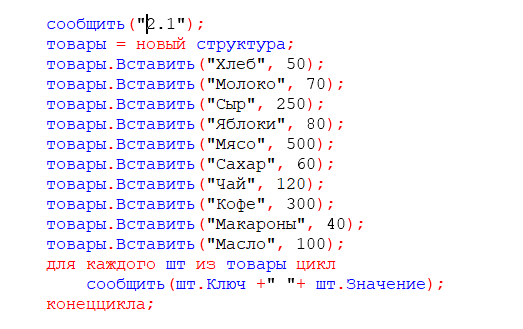 сообщить("2.1");
товары = новый структура;
товары.Вставить("Хлеб", 50);
товары.Вставить("Молоко", 70);
товары.Вставить("Сыр", 250);
товары.Вставить("Яблоки", 80);
товары.Вставить("Мясо", 500);
товары.Вставить("Сахар", 60);
товары.Вставить("Чай", 120);
товары.Вставить("Кофе", 300);
товары.Вставить("Макароны", 40);
товары.Вставить("Масло", 100);
для каждого шт из товары цикл
    сообщить(шт.Ключ +" "+ шт.Значение);
конеццикла;